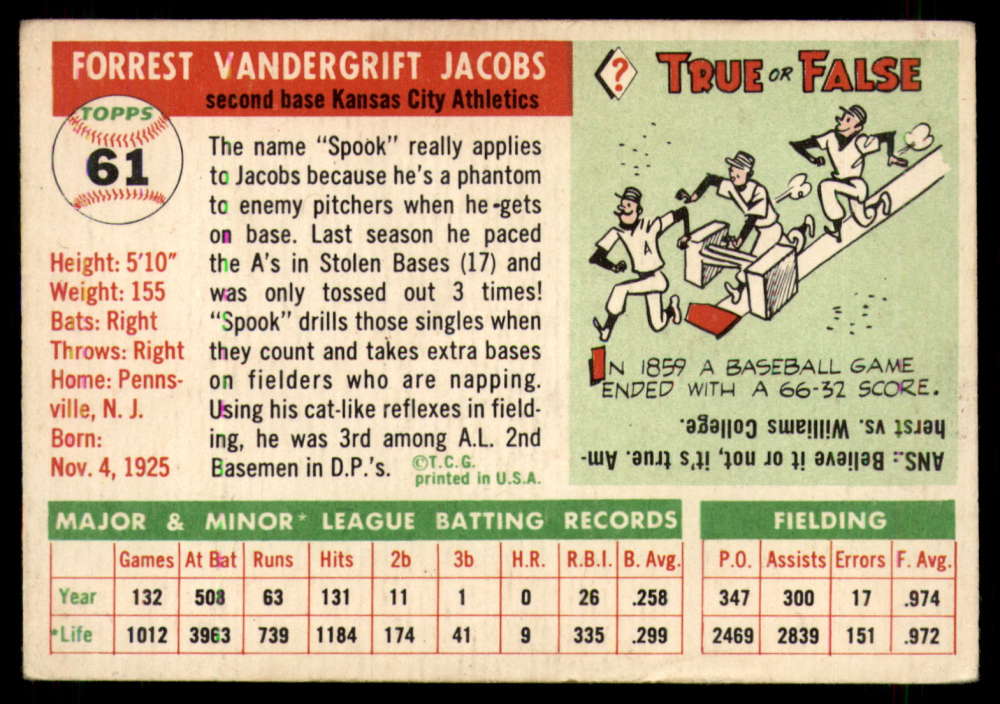 FORREST VANDERGRIFT JACOBS
second base Kansas City Athletics
TOPPS
61
Height: 5'10"
Weight: 155
Bats: Right
Throws: Right
Home: Penns-
ville, N. J.
Born:
Nov. 4, 1925
The name "Spook" really applies
to Jacobs because he's a phantom
to enemy pitchers when he gets
on base. Last season he paced
the A's in Stolen Bases (17) and
was only tossed out 3 times!
"Spook" drills those singles when
they count and takes extra bases
on fielders who are napping.
Using his cat-like reflexes in field-
ing, he was 3rd among A.L. 2nd
Basemen in D.P.'s.
©T.C.G.
printed in U.S.A.
? TRUE OR FALSE
A
IN 1859 A BASEBALL GAME
ENDED WITH A 66-32 SCORE.
ANS.: Believe it or not, it's true. Am-
herst vs. Williams College.
MAJOR & MINOR* LEAGUE BATTING RECORDS FIELDING
Games At Bat Runs Hits 2b 3b H.R. R.B.I. B. Avg. P.O. Assists Errors F. Avg.
Year 132 508 63 131 11 1 0 26 .258 347 300 17 .974
*Life 1012 3963 739 1184 174 41 9 335 .299 2469 2839 151 .972